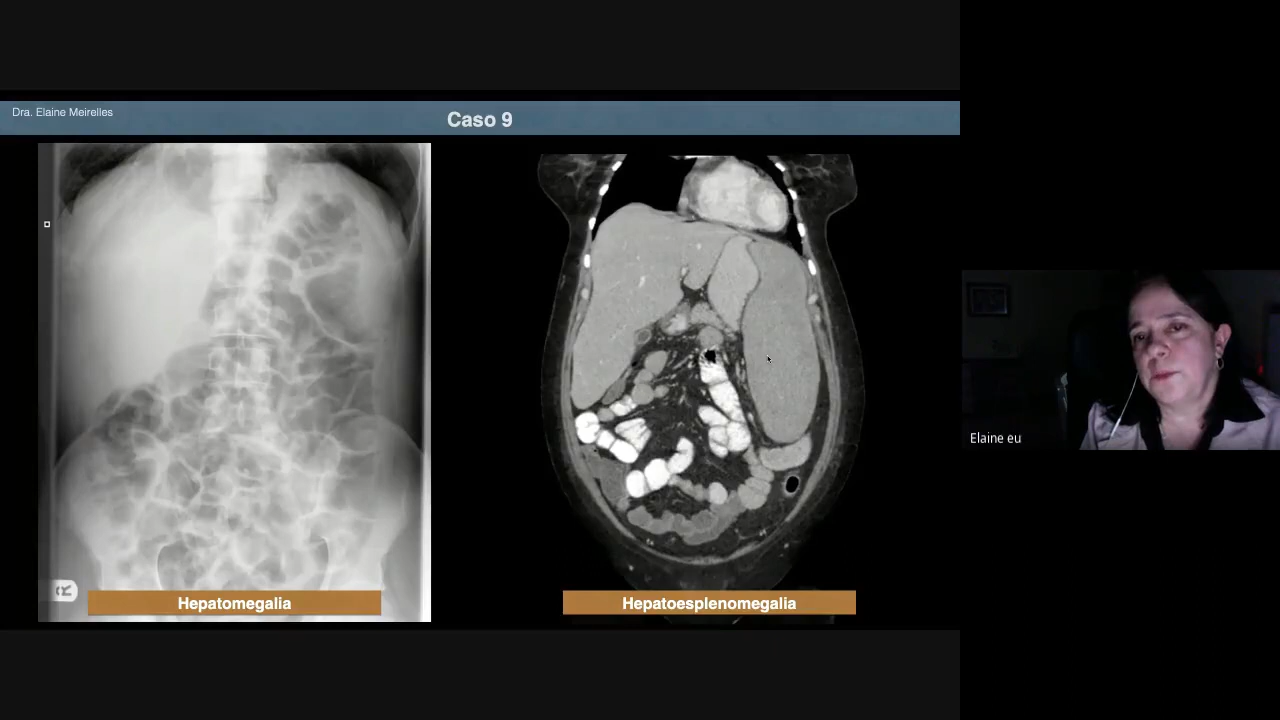 Dra. Elaine Meirelles
Caso 9
R
Hepatomegalia
Hepatoesplenomegalia
Elaine eu